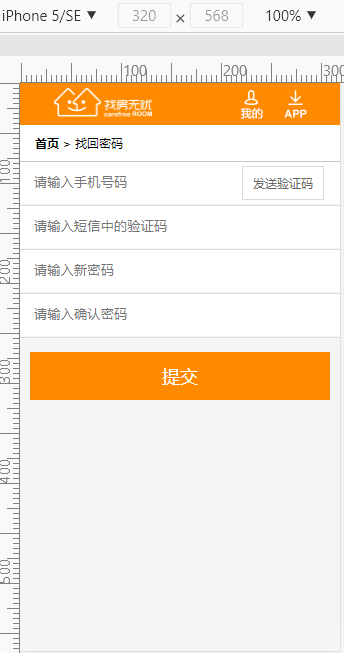 iPhone 5/SE ▼ 320 × 568 100% ▼
100 200 300
找房无忧
carefree ROOM
我的 APP
首页 > 找回密码
100
请输入手机号码 发送验证码
请输入短信中的验证码
200
请输入新密码
请输入确认密码
300
提交
400
500